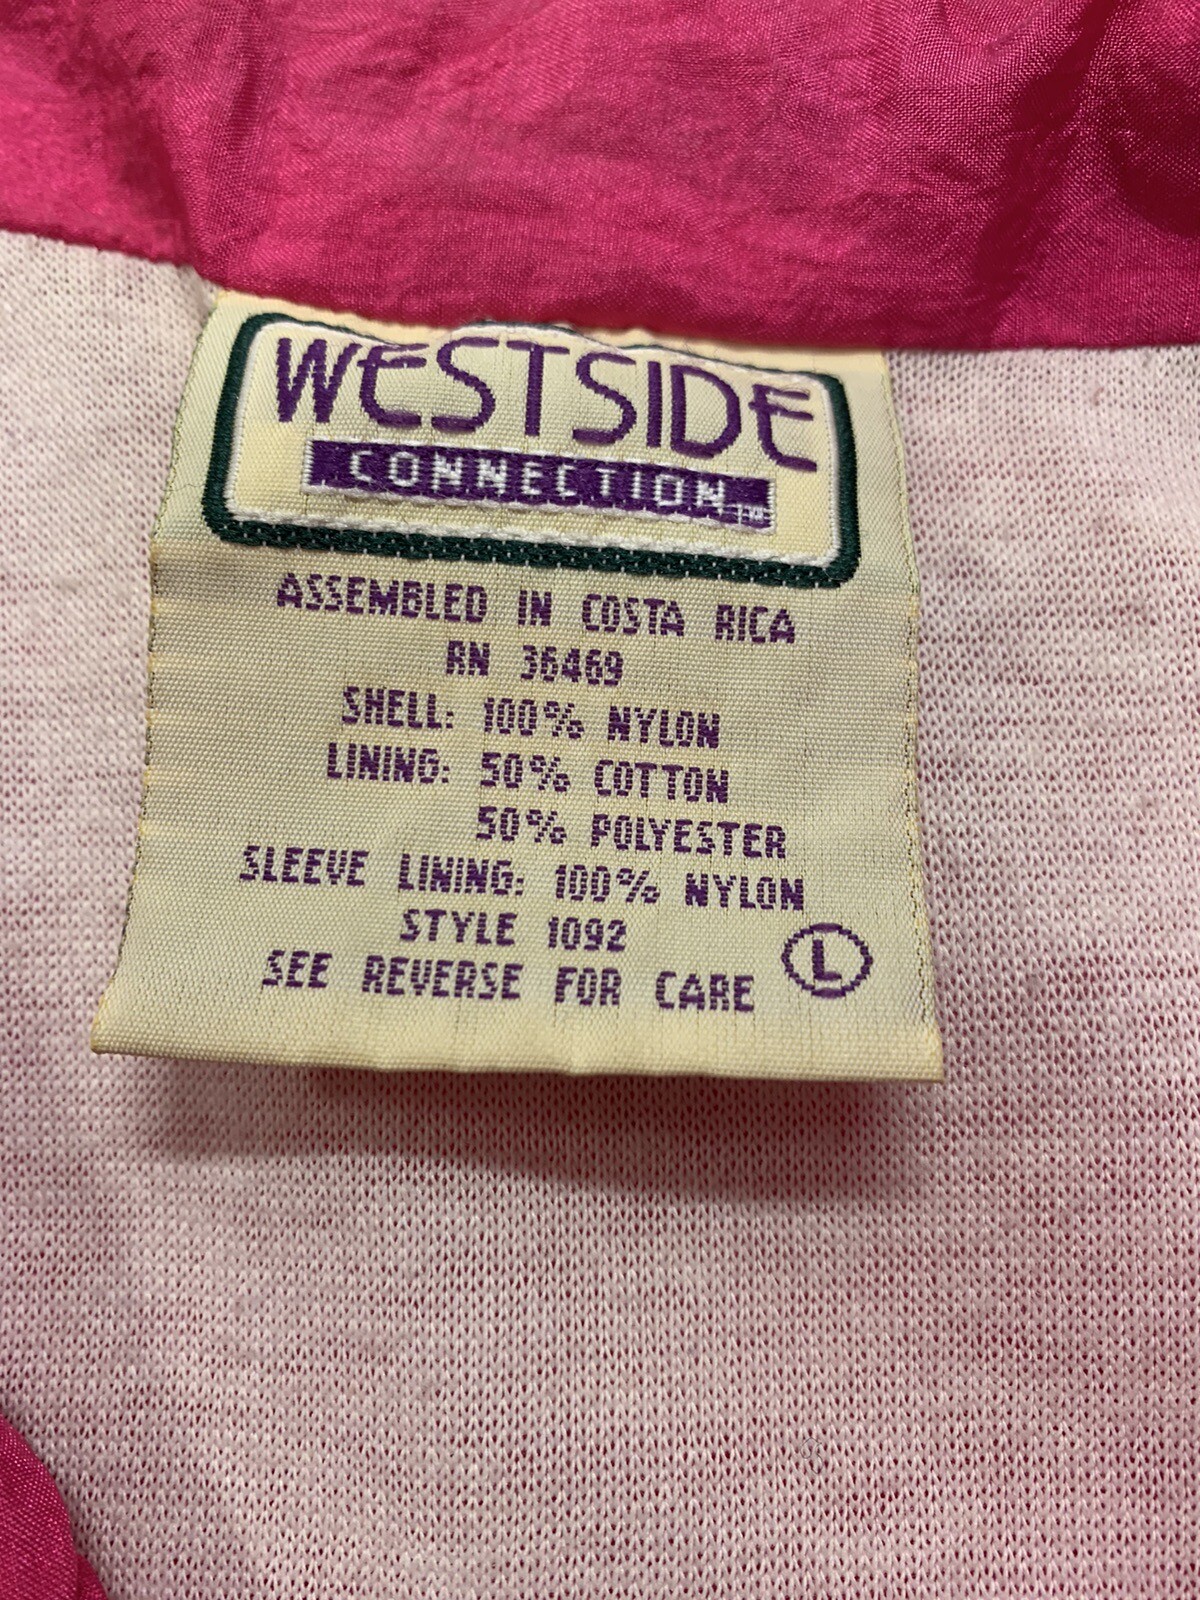 WESTSIDE
CONNECTION TM
ASSEMBLED IN COSTA RICA
RN 36469
SHELL: 100% NYLON
LINING: 50% COTTON
50% POLYESTER
SLEEVE LINING: 100% NYLON
STYLE 1092
SEE REVERSE FOR CARE
L